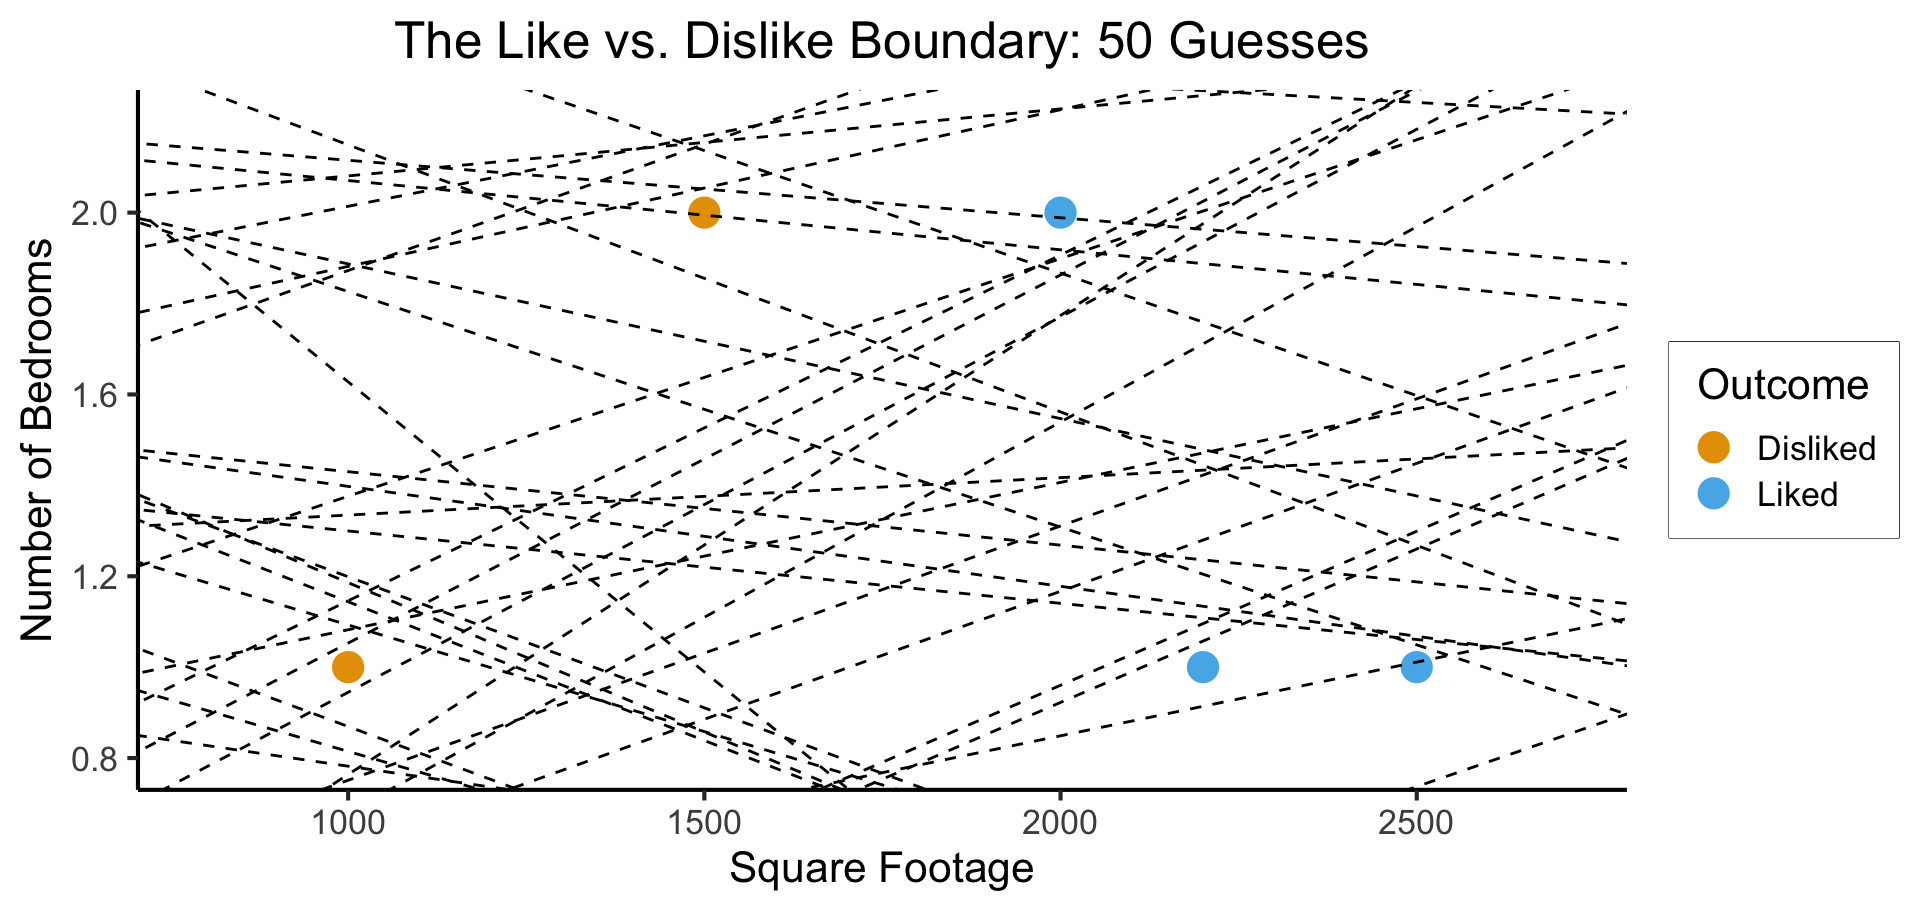 The Like vs. Dislike Boundary: 50 Guesses
Number of Bedrooms
2.0
1.6
1.2
0.8
1000 1500 2000 2500
Square Footage
Outcome
Disliked
Liked